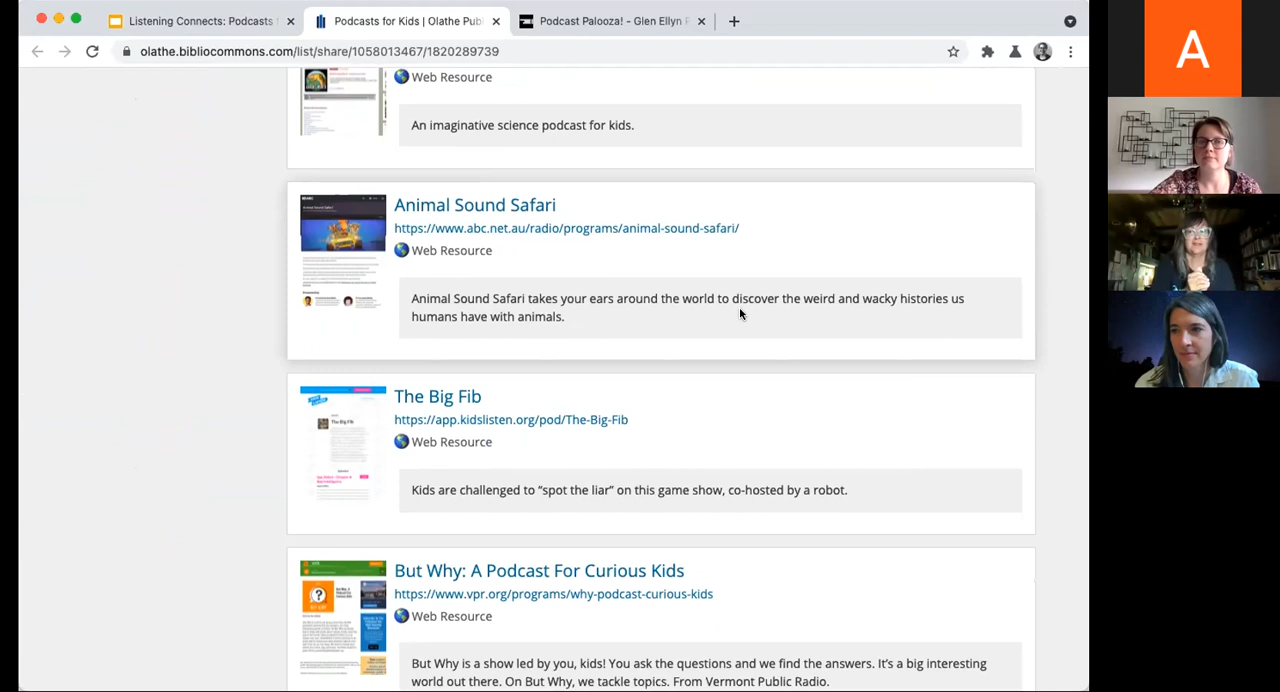 Listening Connects: Podcasts
Podcasts for Kids | Olathe Pub
Podcast Palooza! - Glen Ellyn
olathe.bibliocommons.com/list/share/1058013467/1820289739
Web Resource
An imaginative science podcast for kids.
Animal Sound Safari
https://www.abc.net.au/radio/programs/animal-sound-safari/
Web Resource
Animal Sound Safari takes your ears around the world to discover the weird and wacky histories us
humans have with animals.
The Big Fib
https://app.kidslisten.org/pod/The-Big-Fib
Web Resource
Kids are challenged to “spot the liar” on this game show, co-hosted by a robot.
But Why: A Podcast For Curious Kids
https://www.vpr.org/programs/why-podcast-curious-kids
Web Resource
But Why is a show led by kids. They ask the questions and we find the answers. It’s a big interesting
world out there. On But Why, we tackle topics. From Vermont Public Radio.
A